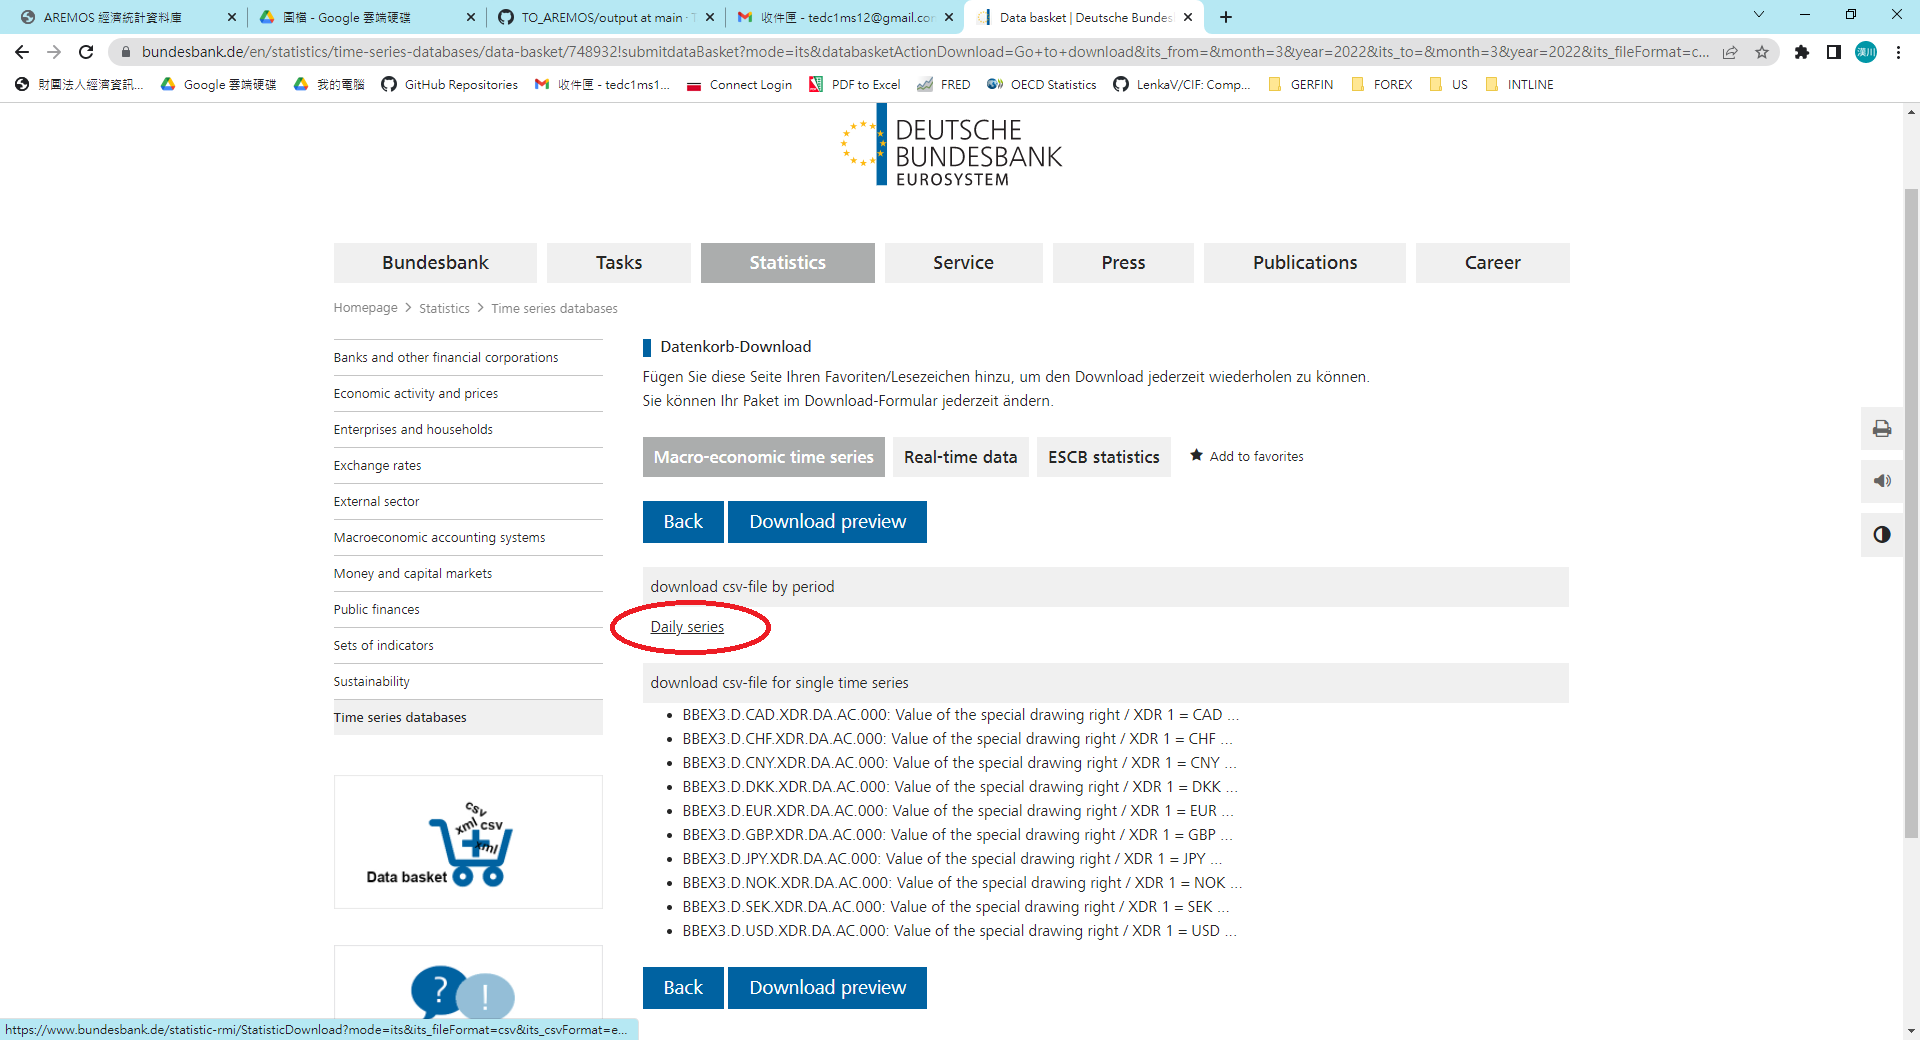 AREMOS 經濟統計資料庫
圖檔 - Google 雲端硬碟
TO_AREMOS/output at main · T
收件匣 - tedc1ms12@gmail.com
Data basket | Deutsche Bundes
bundesbank.de/en/statistics/time-series-databases/data-basket/748932!submitdataBasket?mode=its&databasketActionDownload=Go+to+download&its_from=&month=3&year=2022&its_to=&month=3&year=2022&its_fileFormat=c...
漢川
財團法人經濟資訊...
Google 雲端硬碟
我的電腦
GitHub Repositories
收件匣 - tedc1ms1...
Connect Login
PDF to Excel
FRED
OECD Statistics
LenkaV/CIF: Comp...
GERFIN
FOREX
US
INTLINE
DEUTSCHE
BUNDESBANK
EUROSYSTEM
Bundesbank
Tasks
Statistics
Service
Press
Publications
Career
Homepage > Statistics > Time series databases
Banks and other financial corporations
Economic activity and prices
Enterprises and households
Exchange rates
External sector
Macroeconomic accounting systems
Money and capital markets
Public finances
Sets of indicators
Sustainability
Time series databases
csv
xml csv
xml
Data basket
? !
Datenkorb-Download
Fügen Sie diese Seite Ihren Favoriten/Lesezeichen hinzu, um den Download jederzeit wiederholen zu können.
Sie können Ihr Paket im Download-Formular jederzeit ändern.
Macro-economic time series
Real-time data
ESCB statistics
Add to favorites
Back
Download preview
download csv-file by period
Daily series
download csv-file for single time series
• BBEX3.D.CAD.XDR.DA.AC.000: Value of the special drawing right / XDR 1 = CAD ...
• BBEX3.D.CHF.XDR.DA.AC.000: Value of the special drawing right / XDR 1 = CHF ...
• BBEX3.D.CNY.XDR.DA.AC.000: Value of the special drawing right / XDR 1 = CNY ...
• BBEX3.D.DKK.XDR.DA.AC.000: Value of the special drawing right / XDR 1 = DKK ...
• BBEX3.D.EUR.XDR.DA.AC.000: Value of the special drawing right / XDR 1 = EUR ...
• BBEX3.D.GBP.XDR.DA.AC.000: Value of the special drawing right / XDR 1 = GBP ...
• BBEX3.D.JPY.XDR.DA.AC.000: Value of the special drawing right / XDR 1 = JPY ...
• BBEX3.D.NOK.XDR.DA.AC.000: Value of the special drawing right / XDR 1 = NOK ...
• BBEX3.D.SEK.XDR.DA.AC.000: Value of the special drawing right / XDR 1 = SEK ...
• BBEX3.D.USD.XDR.DA.AC.000: Value of the special drawing right / XDR 1 = USD ...
Back
Download preview
https://www.bundesbank.de/statistic-rmi/StatisticDownload?mode=its&its_fileFormat=csv&its_csvFormat=e...